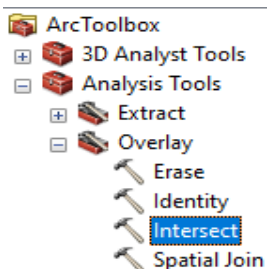 ArcToolbox
3D Analyst Tools
Analysis Tools
Extract
Overlay
Erase
Identity
Intersect
Spatial Join